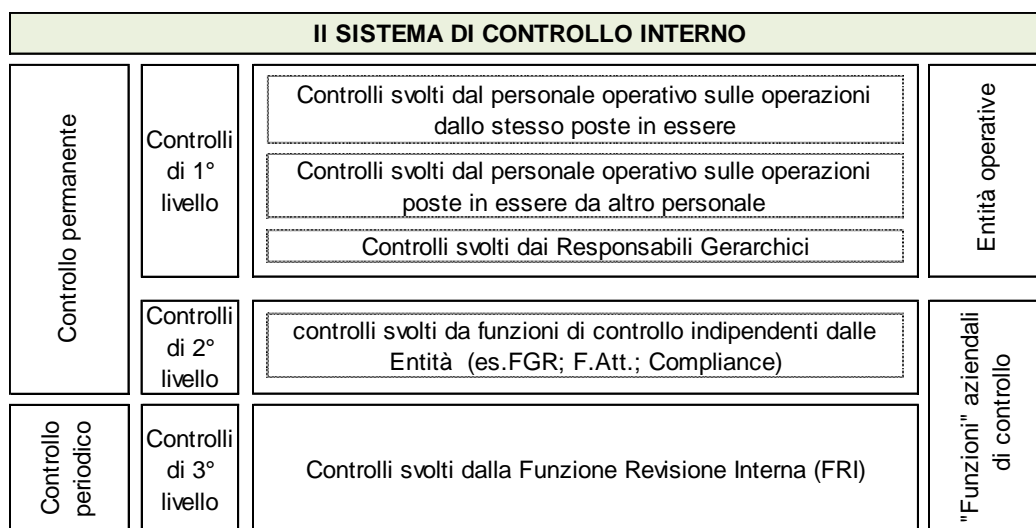 Il SISTEMA DI CONTROLLO INTERNO
Controllo permanente
Controlli
di 1°
livello
Controlli svolti dal personale operativo sulle operazioni
dallo stesso poste in essere
Controlli svolti dal personale operativo sulle operazioni
poste in essere da altro personale
Controlli svolti dai Responsabili Gerarchici
Entità operative
Controlli
di 2°
livello
controlli svolti da funzioni di controllo indipendenti dalle
Entità (es.FGR; F.Att.; Compliance)
"Funzioni" aziendali
di controllo
Controllo
periodico
Controlli
di 3°
livello
Controlli svolti dalla Funzione Revisione Interna (FRI)